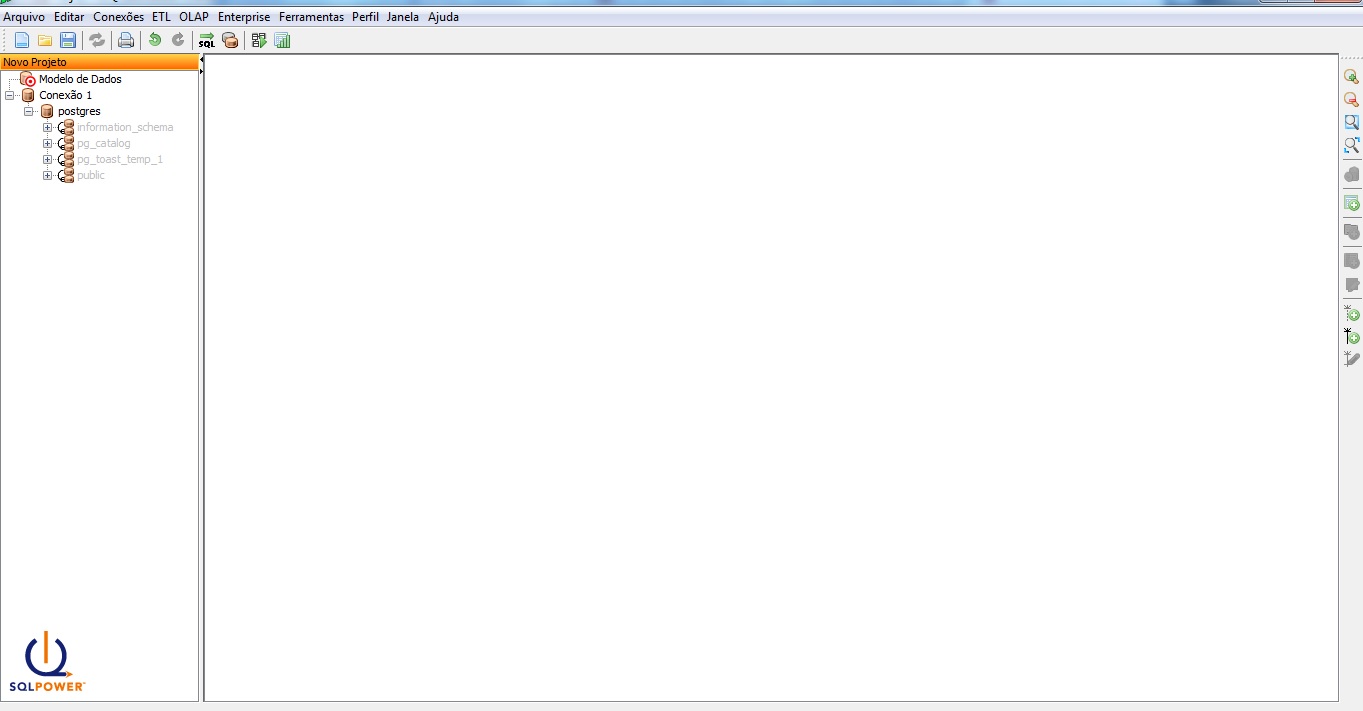 Arquivo Editar Conexões ETL OLAP Enterprise Ferramentas Perfil Janela Ajuda
SQL
Novo Projeto
Modelo de Dados
Conexão 1
postgres
information_schema
pg_catalog
pg_toast_temp_1
public
SQLPOWER